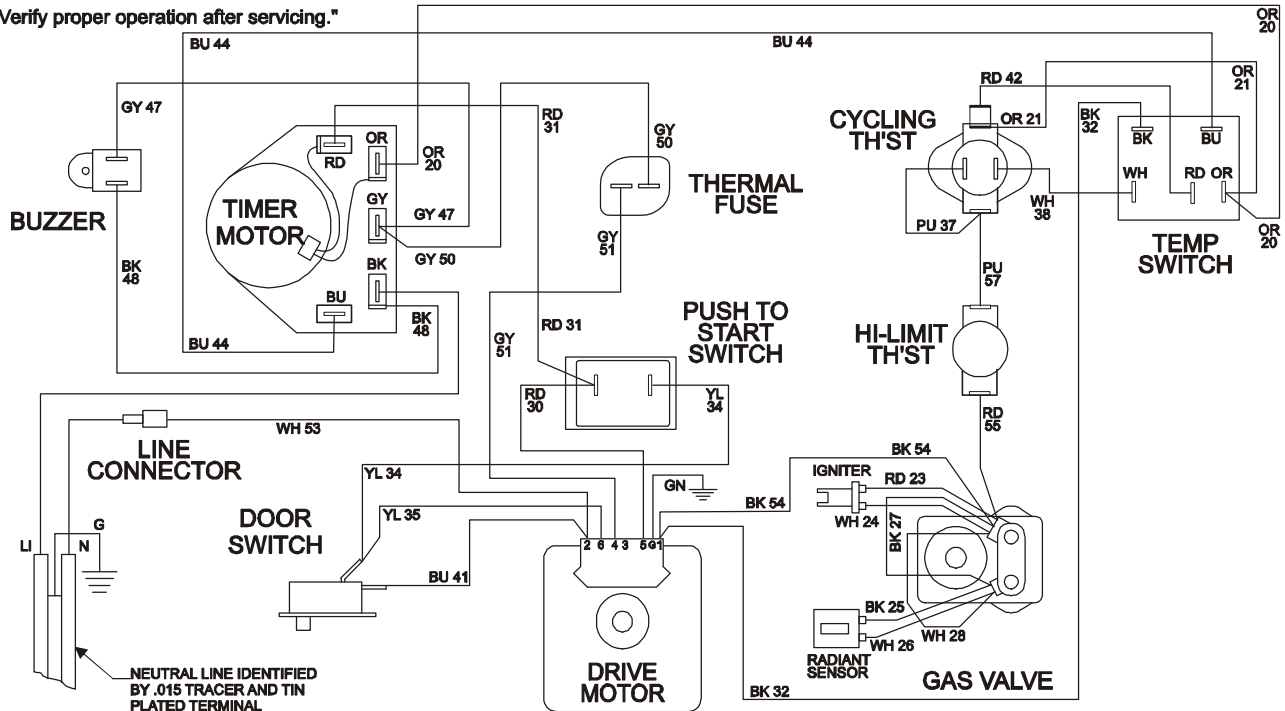 Verify proper operation after servicing."
OR
20
BU 44
BU 44
RD 42
OR
21
GY 47
RD
31
CYCLING
TH'ST
OR 21
BK
32
GY
50
OR
OR
20
RD
BK
BU
WH
RD OR
THERMAL
FUSE
BUZZER
TIMER
MOTOR
GY
GY 47
WH
38
PU 37
GY
51
OR
20
TEMP
SWITCH
GY 50
BK
48
BK
PU
57
BU
BK
48
RD 31
PUSH TO
START
SWITCH
HI-LIMIT
TH'ST
BU 44
GY
51
RD
30
YL
34
RD
55
WH 53
LINE
CONNECTOR
BK 54
YL 34
IGNITER
RD 23
GN
BK 54
DOOR
SWITCH
YL 35
WH 24
BK 27
G
LI
N
2 6 4 3 5 G 1
BU 41
BK 25
WH 28
WH 26
RADIANT
SENSOR
GAS VALVE
DRIVE
MOTOR
BK 32
NEUTRAL LINE IDENTIFIED
BY .015 TRACER AND TIN
PLATED TERMINAL